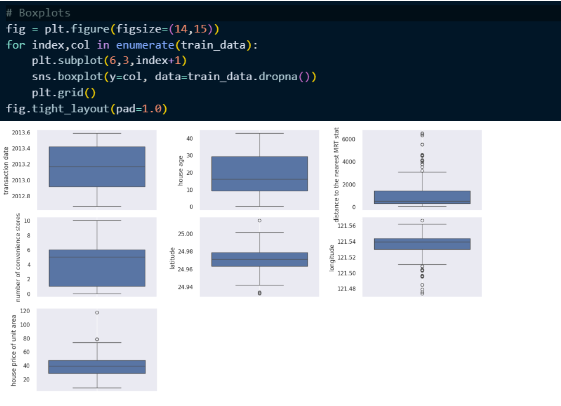 # Boxplots
fig = plt.figure(figsize=(14,15))
for index,col in enumerate(train_data):
    plt.subplot(6,3,index+1)
    sns.boxplot(y=col, data=train_data.dropna())
    plt.grid()
fig.tight_layout(pad=1.0)
transaction date
2013.6
2013.4
2013.2
2013.0
2012.8
house age
40
30
20
10
0
distance to the nearest MRT stat
6000
4000
2000
0
number of convenience stores
10
8
6
4
2
0
latitude
25.00
24.98
24.96
24.94
longitude
121.56
121.54
121.52
121.50
121.48
house price of unit area
120
100
80
60
40
20